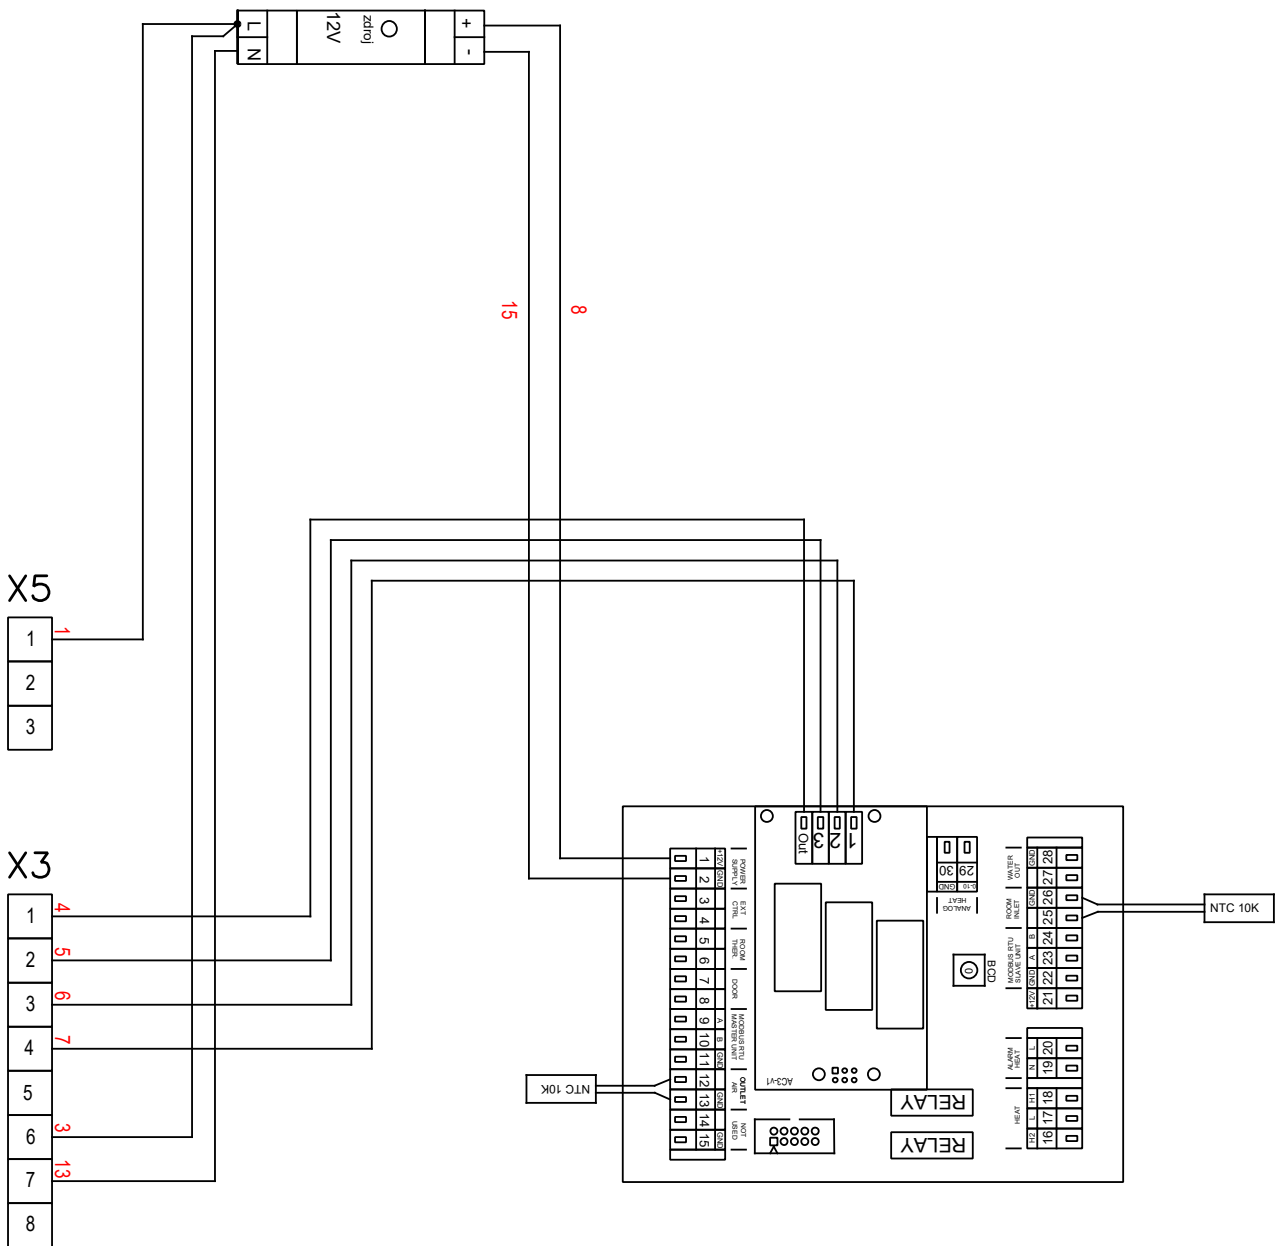 L
N
12V
zdroj
+
-
15
8
X5
1
1
2
3
X3
1
4
2
5
3
6
4
7
5
6
3
7
13
8
Out
3
2
1
1
+12V
2
GND
POWER
SUPPLY
3
4
EXT
CTRL
5
6
ROOM
THER.
7
8
DOOR
9
A
10
B
11
GND
MODBUS RTU
MASTER UNIT
12
13
GND
OUTLET
AIR
14
15
GND
NOT
USED
NTC 10K
AC3-v1
30
29
GND
0-10
ANALOG
HEAT
0
BCD
RELAY
RELAY
WATER
OUT
GND
28
27
ROOM
INLET
GND
26
25
MODBUS RTU
SLAVE UNIT
B
24
A
23
GND
22
+12V
21
ALARM
HEAT
L
20
N
19
HEAT
H1
18
L
17
H2
16
NTC 10K